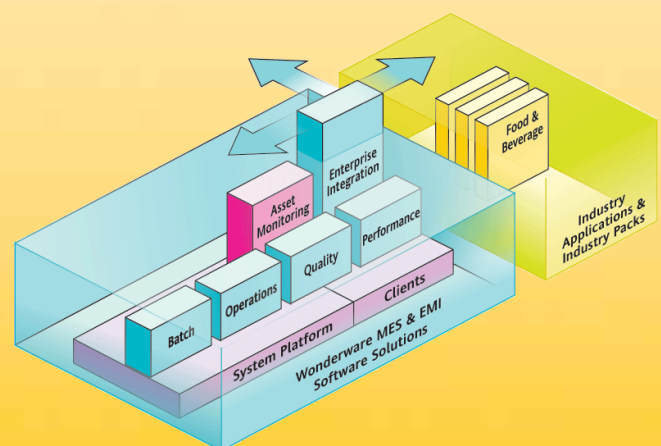 Food &
Beverage
Enterprise
Integration
Asset
Monitoring
Performance
Quality
Operations
Batch
Industry
Applications &
Industry Packs
Clients
System Platform
Wonderware MES & EMI
Software Solutions